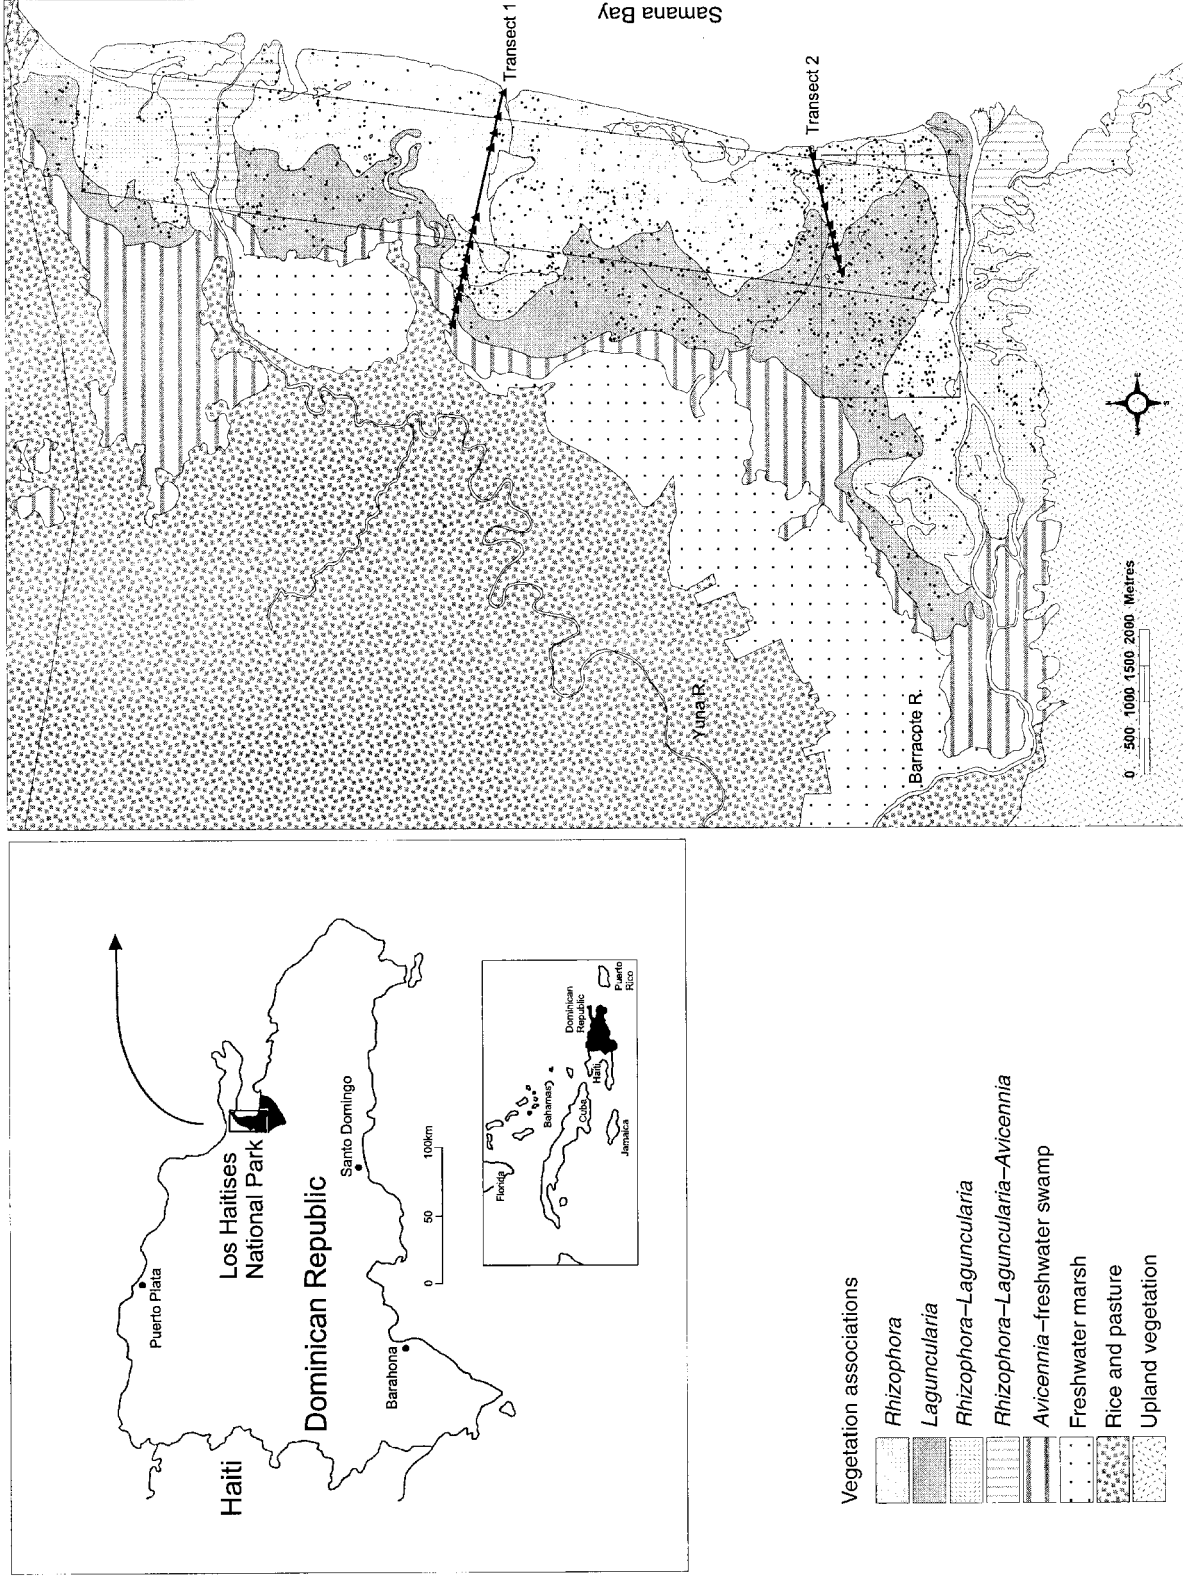 Puerto Plata
Los Haitises
National Park
Haiti
Dominican Republic
Santo Domingo
Barahona
0 50 100km
Florida
Bahamas
Cuba
Haiti
Dominican
Republic
Puerto
Rico
Jamaica
Vegetation associations
Rhizophora
Laguncularia
Rhizophora–Laguncularia
Rhizophora–Laguncularia–Avicennia
Avicennia–freshwater swamp
Freshwater marsh
Rice and pasture
Upland vegetation
Samana Bay
Transect 1
Transect 2
Yuna R.
Barracote R.
0 500 1000 1500 2000 Metres
N
W E
S